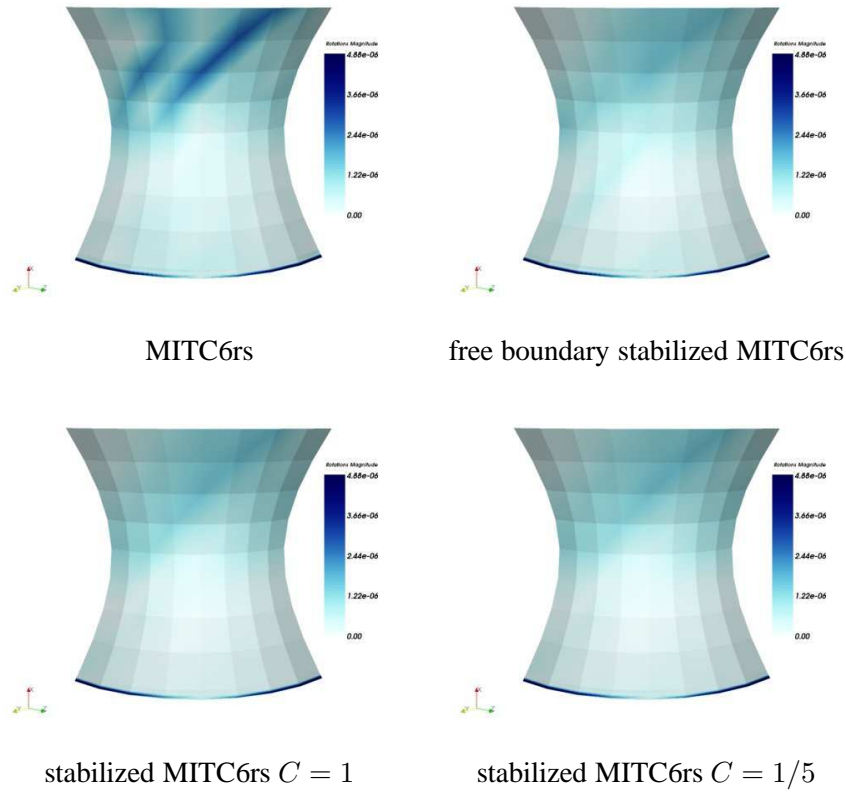 Rotations Magnitude
4.88e-06
3.66e-06
2.44e-06
1.22e-06
0.00
X
Y
Z
MITC6rs
Rotations Magnitude
4.88e-06
3.66e-06
2.44e-06
1.22e-06
0.00
X
Y
Z
free boundary stabilized MITC6rs
Rotations Magnitude
4.88e-06
3.66e-06
2.44e-06
1.22e-06
0.00
X
Y
Z
stabilized MITC6rs C = 1
Rotations Magnitude
4.88e-06
3.66e-06
2.44e-06
1.22e-06
0.00
X
Y
Z
stabilized MITC6rs C = 1/5